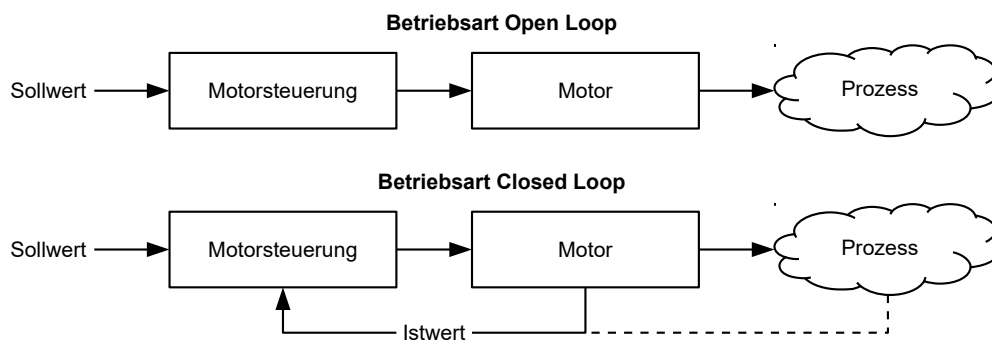 Betriebsart Open Loop
Sollwert
Motorsteuerung
Motor
Prozess
Betriebsart Closed Loop
Sollwert
Motorsteuerung
Motor
Prozess
Istwert